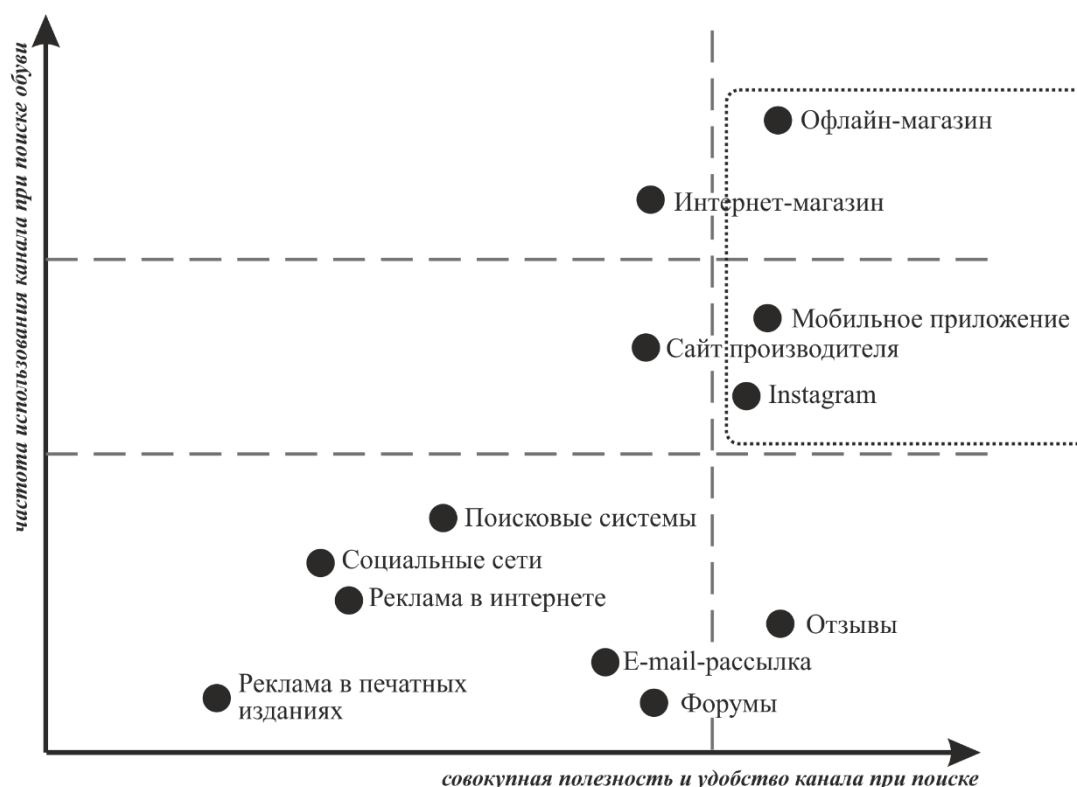 частота использования канала при поиске обуви
Офлайн-магазин
Интернет-магазин
Мобильное приложение
Сайт производителя
Instagram
Поисковые системы
Социальные сети
Реклама в интернете
Отзывы
E-mail-рассылка
Реклама в печатных
изданиях
Форумы
совокупная полезность и удобство канала при поиске